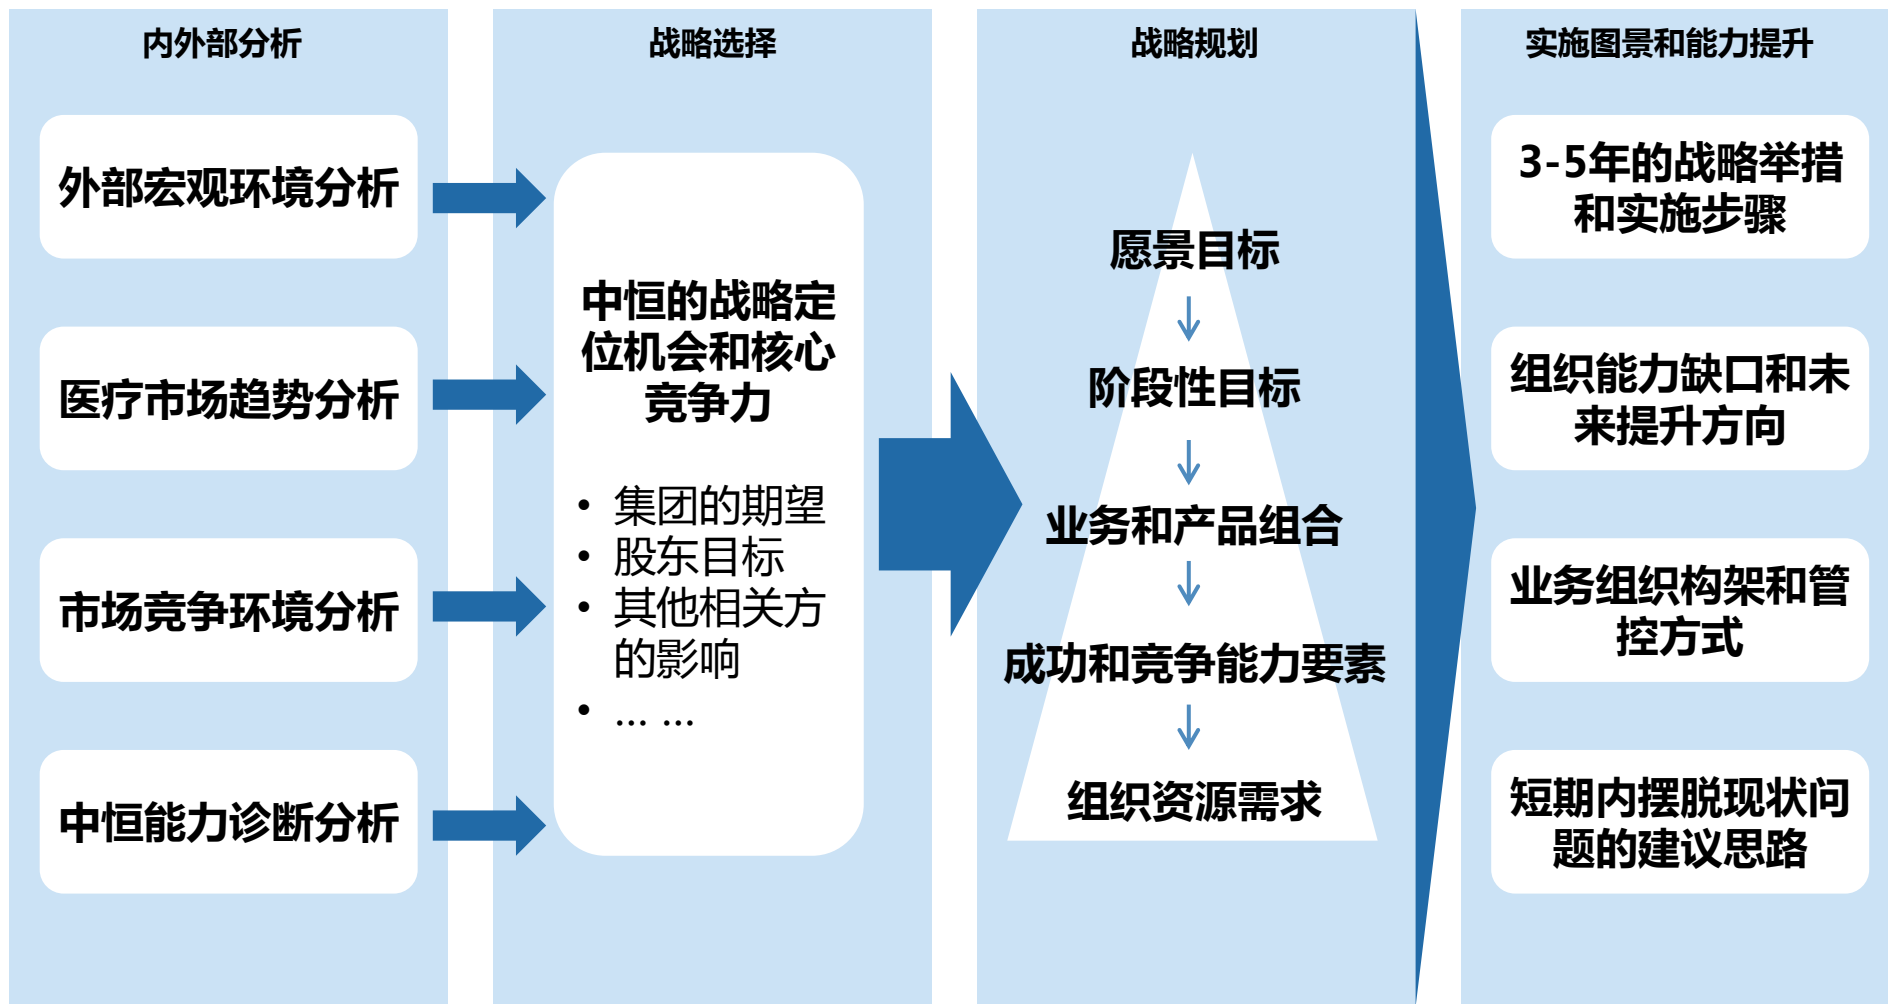 内外部分析
外部宏观环境分析
医疗市场趋势分析
市场竞争环境分析
中恒能力诊断分析
战略选择
中恒的战略定
位机会和核心
竞争力
• 集团的期望
• 股东目标
• 其他相关方
的影响
• ... ...
战略规划
愿景目标
阶段性目标
业务和产品组合
成功和竞争能力要素
组织资源需求
实施图景和能力提升
3-5年的战略举措
和实施步骤
组织能力缺口和未
来提升方向
业务组织构架和管
控方式
短期内摆脱现状问
题的建议思路